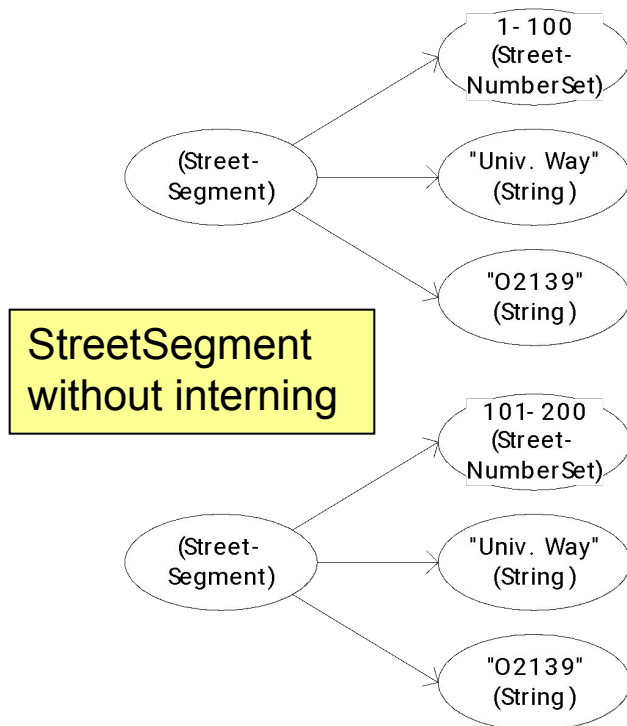 1-100
(Street-
NumberSet)
(Street-
Segment)
"Univ. Way"
(String)
"O2139"
(String)
StreetSegment
without interning
101-200
(Street-
NumberSet)
(Street-
Segment)
"Univ. Way"
(String)
"O2139"
(String)